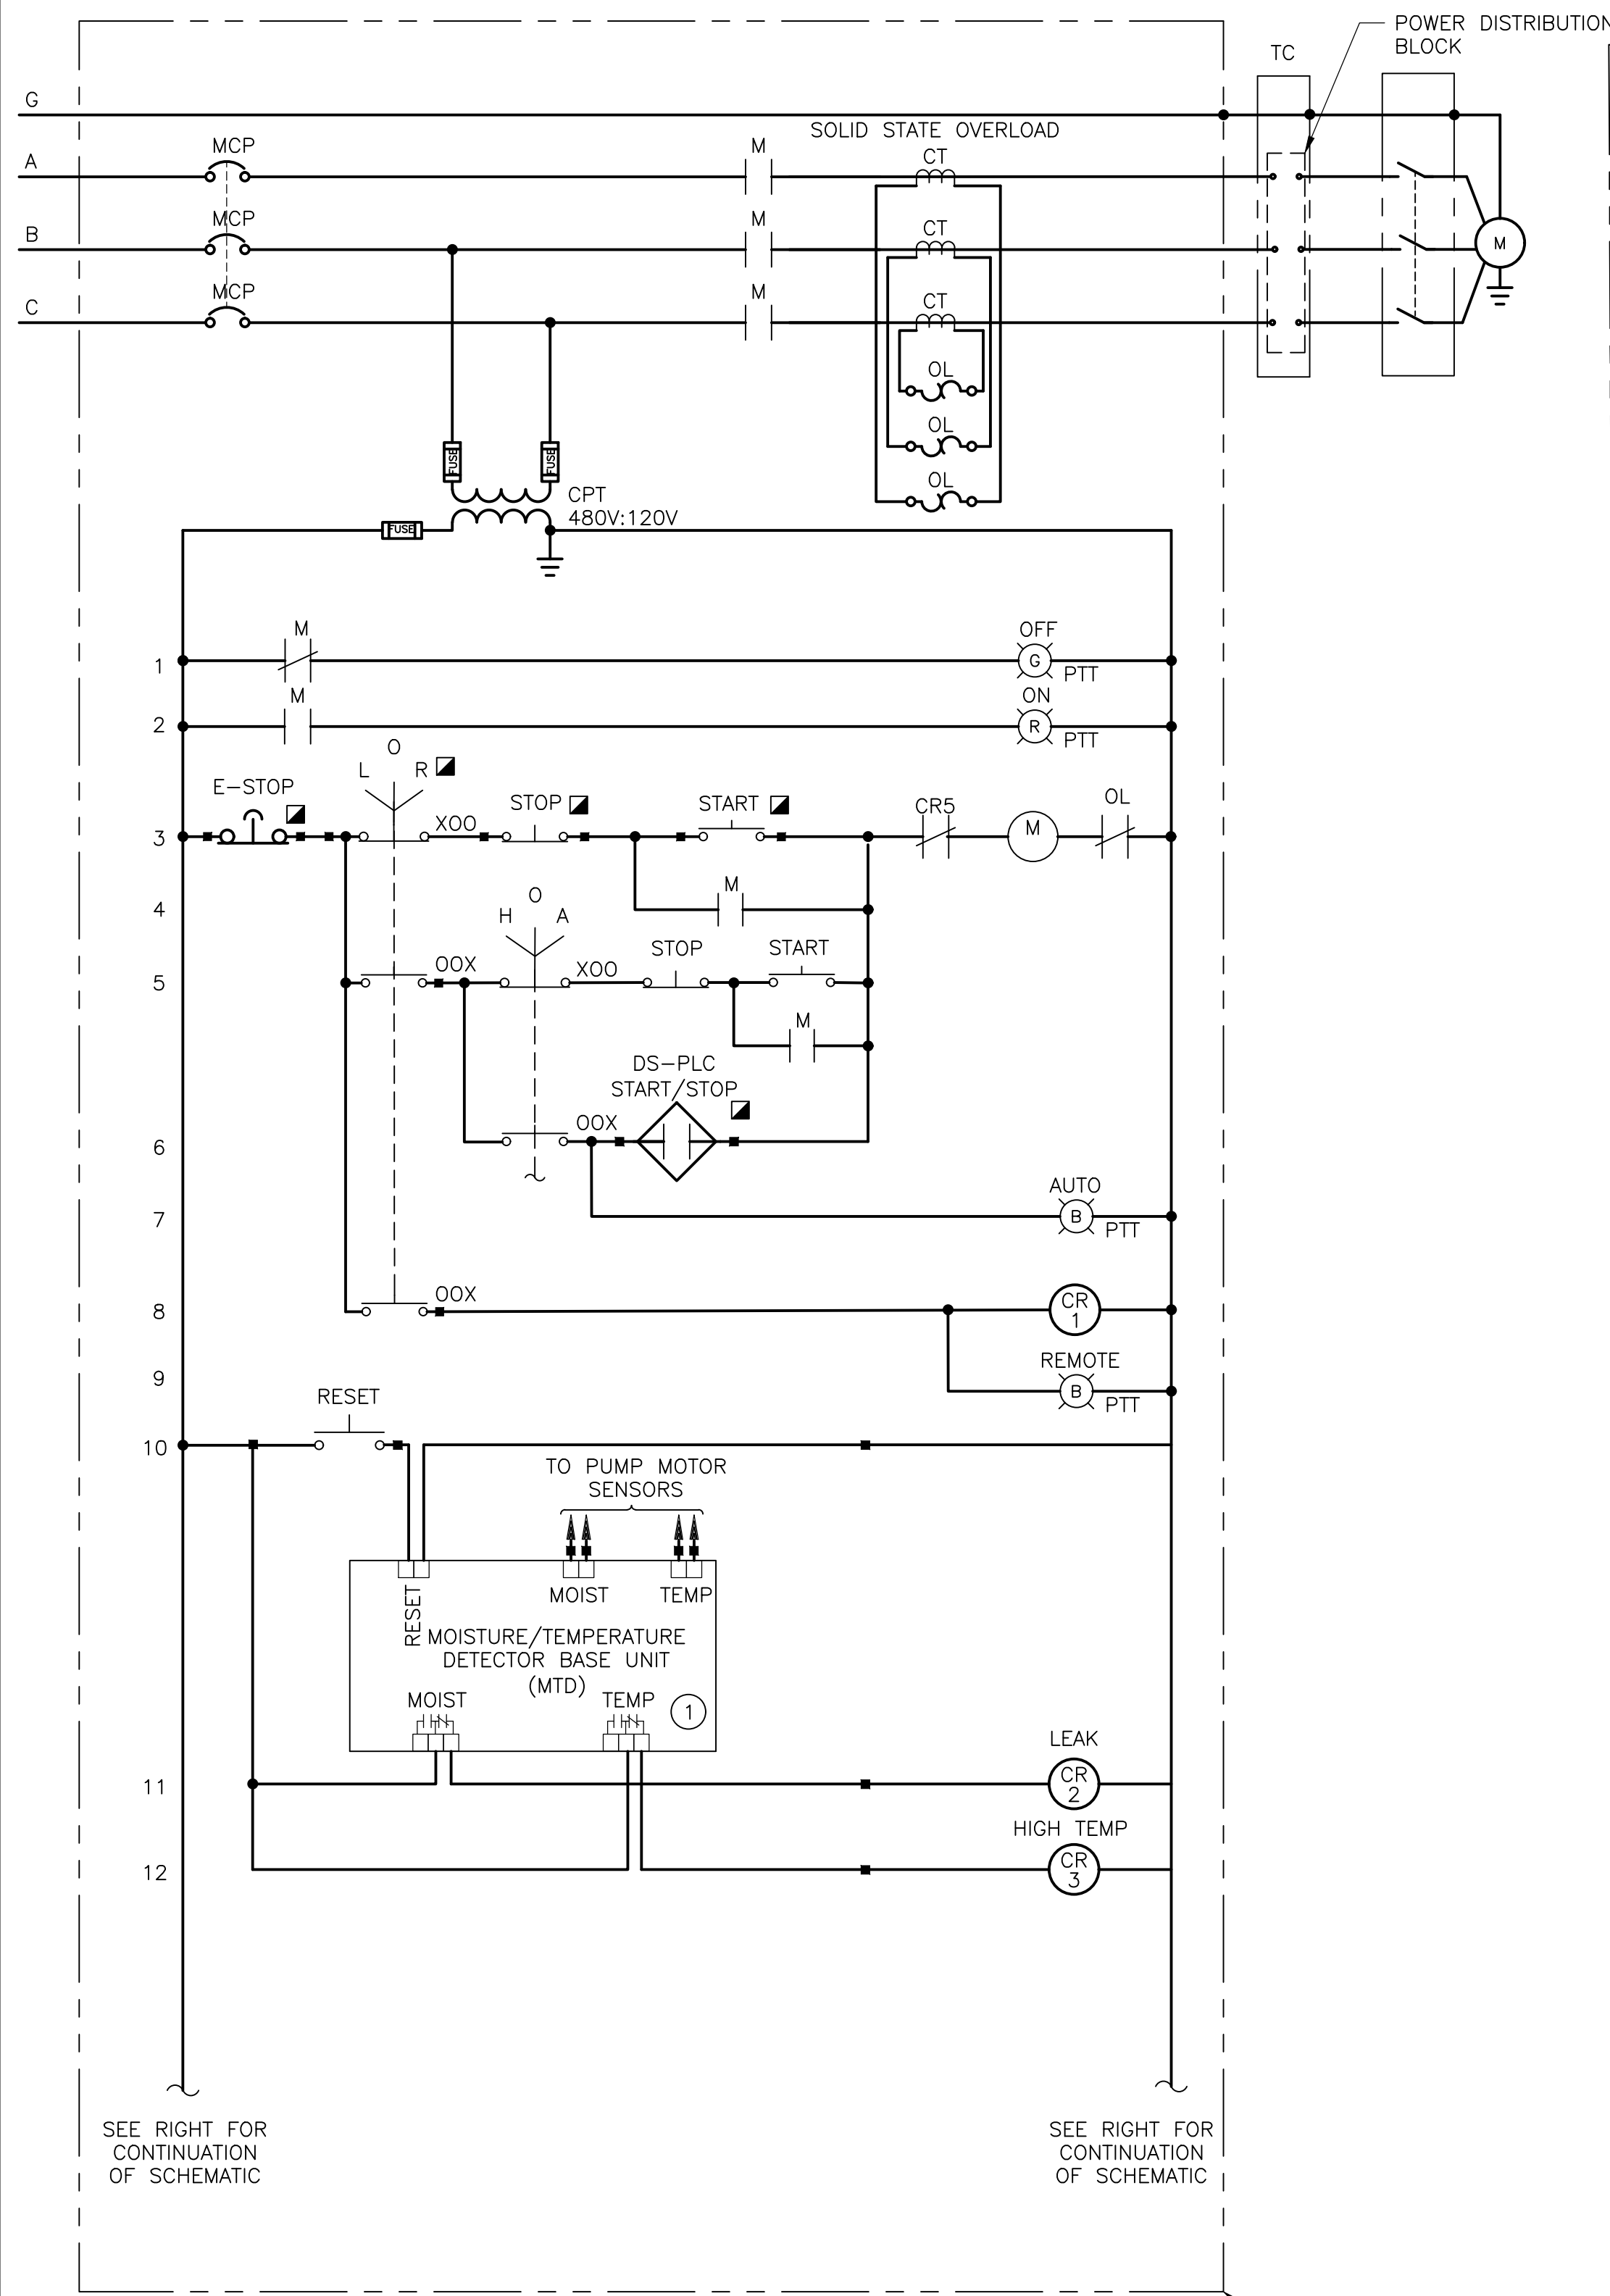 POWER DISTRIBUTION
BLOCK
TC
G
SOLID STATE OVERLOAD
A
MCP
M
CT
B
MCP
M
CT
M
C
MCP
M
CT
OL
OL
OL
FUSE
FUSE
CPT
480V:120V
FUSE
M
OFF
1
G
PTT
M
ON
2
R
PTT
O
L
R
E-STOP
STOP
START
CR5
OL
3
XOO
M
4
O
M
H
A
STOP
START
5
OOX
XOO
M
DS-PLC
START/STOP
6
OOX
AUTO
7
B
PTT
8
OOX
CR
1
9
REMOTE
B
PTT
RESET
10
TO PUMP MOTOR
SENSORS
RESET
MOIST
TEMP
MOISTURE/TEMPERATURE
DETECTOR BASE UNIT
(MTD)
MOIST
TEMP
1
LEAK
11
CR
2
HIGH TEMP
12
CR
3
SEE RIGHT FOR
CONTINUATION
OF SCHEMATIC
SEE RIGHT FOR
CONTINUATION
OF SCHEMATIC